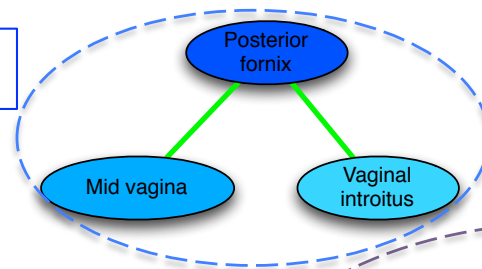 Posterior
fornix
Mid vagina
Vaginal
introitus